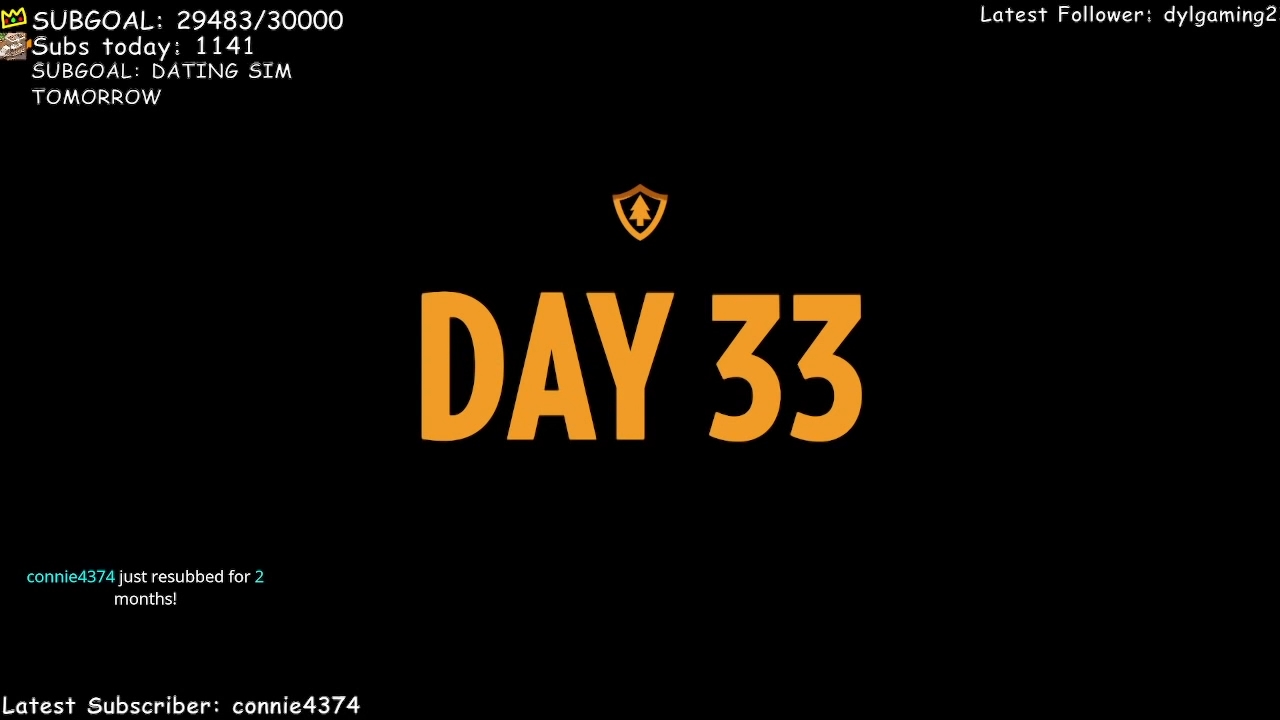 SUBGOAL: 29483/30000
Latest Follower: dylgaming2
Subs today: 1141
SUBGOAL: DATING SIM
TOMORROW
DAY 33
connie4374 just resubbed for 2
months!
Latest Subscriber: connie4374